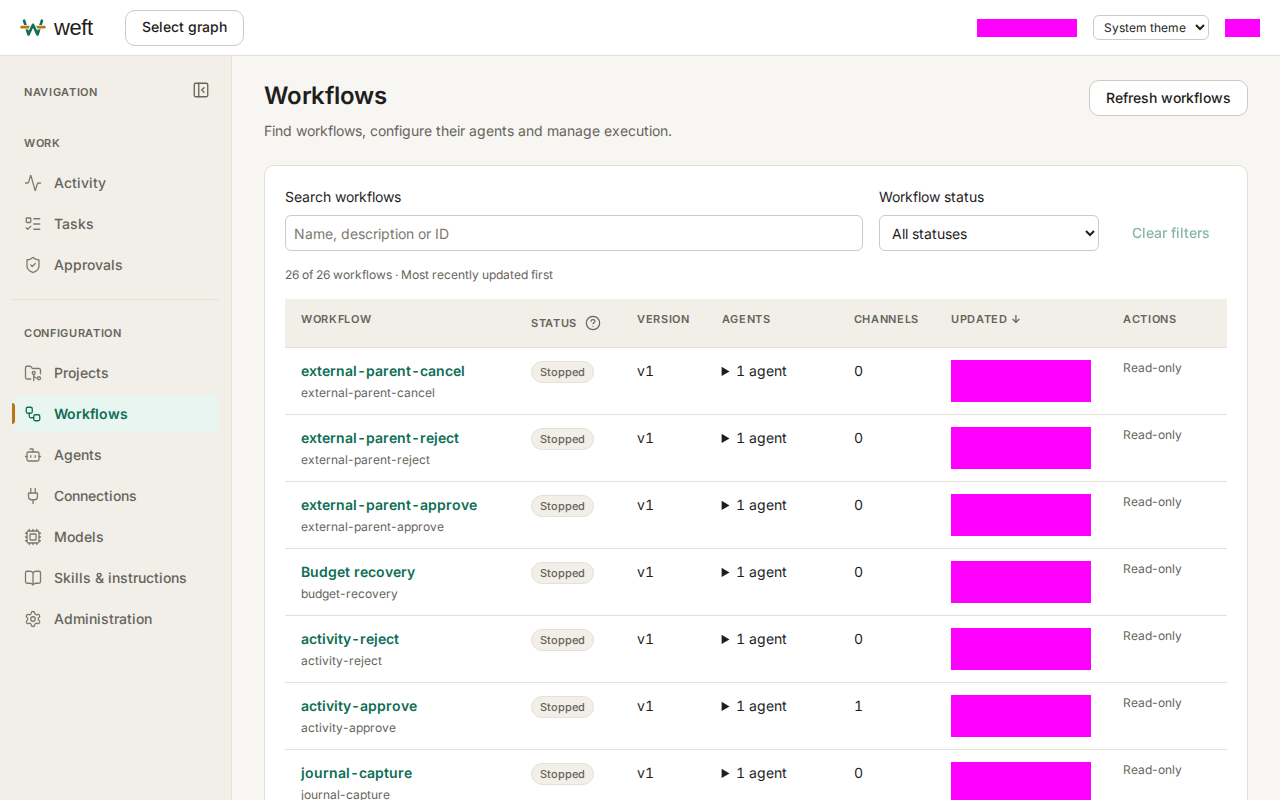 weft
Select graph
System theme
NAVIGATION
WORK
Activity
Tasks
Approvals
CONFIGURATION
Projects
Workflows
Agents
Connections
Models
Skills & instructions
Administration
Workflows
Refresh workflows
Find workflows, configure their agents and manage execution.
Search workflows
Workflow status
Name, description or ID
All statuses
Clear filters
26 of 26 workflows · Most recently updated first
WORKFLOW STATUS ? VERSION AGENTS CHANNELS UPDATED ↓ ACTIONS
external-parent-cancel Stopped v1 ▶ 1 agent 0 Read-only
external-parent-cancel
external-parent-reject Stopped v1 ▶ 1 agent 0 Read-only
external-parent-reject
external-parent-approve Stopped v1 ▶ 1 agent 0 Read-only
external-parent-approve
Budget recovery Stopped v1 ▶ 1 agent 0 Read-only
budget-recovery
activity-reject Stopped v1 ▶ 1 agent 0 Read-only
activity-reject
activity-approve Stopped v1 ▶ 1 agent 1 Read-only
activity-approve
journal-capture Stopped v1 ▶ 1 agent 0 Read-only
journal-capture